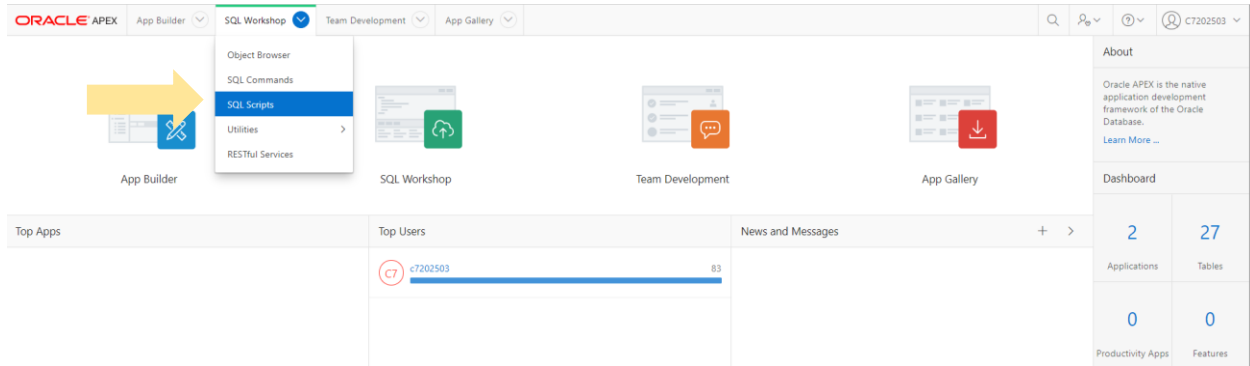 ORACLE APEX App Builder SQL Workshop Team Development App Gallery C7202503
Object Browser
SQL Commands
SQL Scripts
Utilities
RESTful Services
App Builder SQL Workshop Team Development App Gallery
About
Oracle APEX is the native
application development
framework of the Oracle
Database.
Learn More ...
Dashboard
2 27
Applications Tables
0 0
Productivity Apps Features
Top Apps Top Users News and Messages
C7 c7202503 83